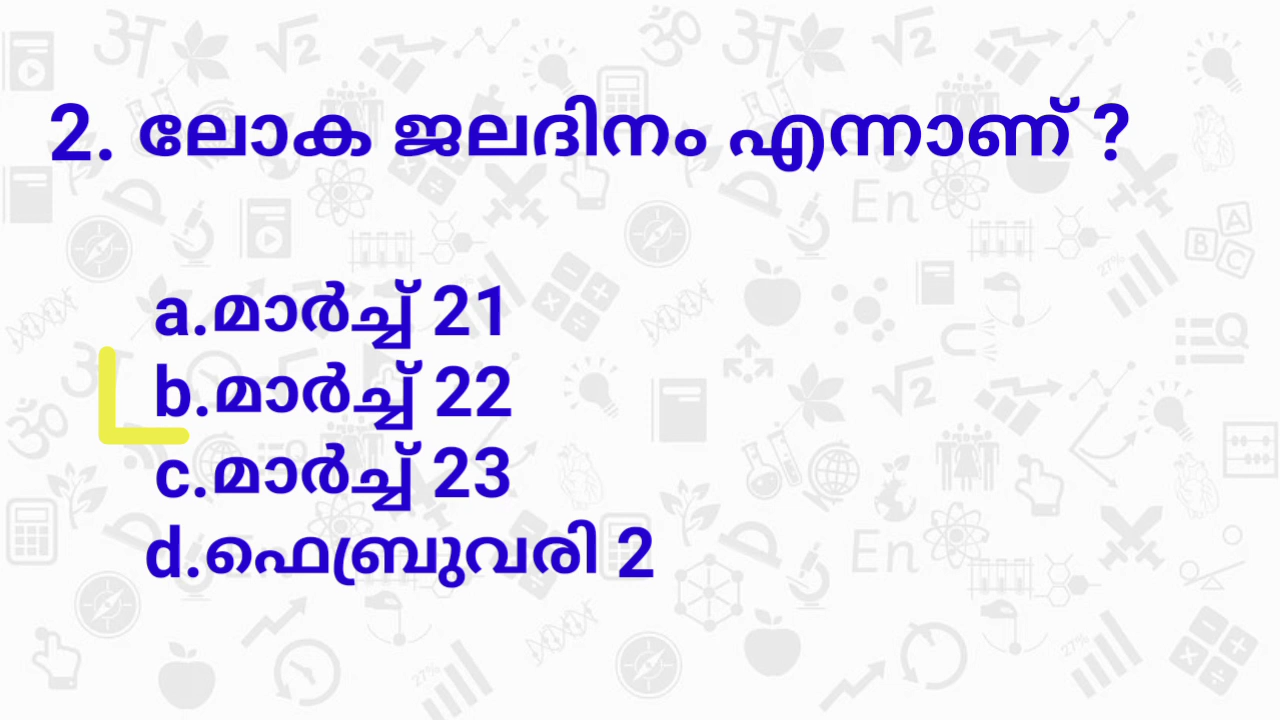 2. ലോക ജലദിനം എന്നാണ് ?
a.മാർച്ച് 21
b.മാർച്ച് 22
c.മാർച്ച് 23
d.ഫെബ്രുവരി 2